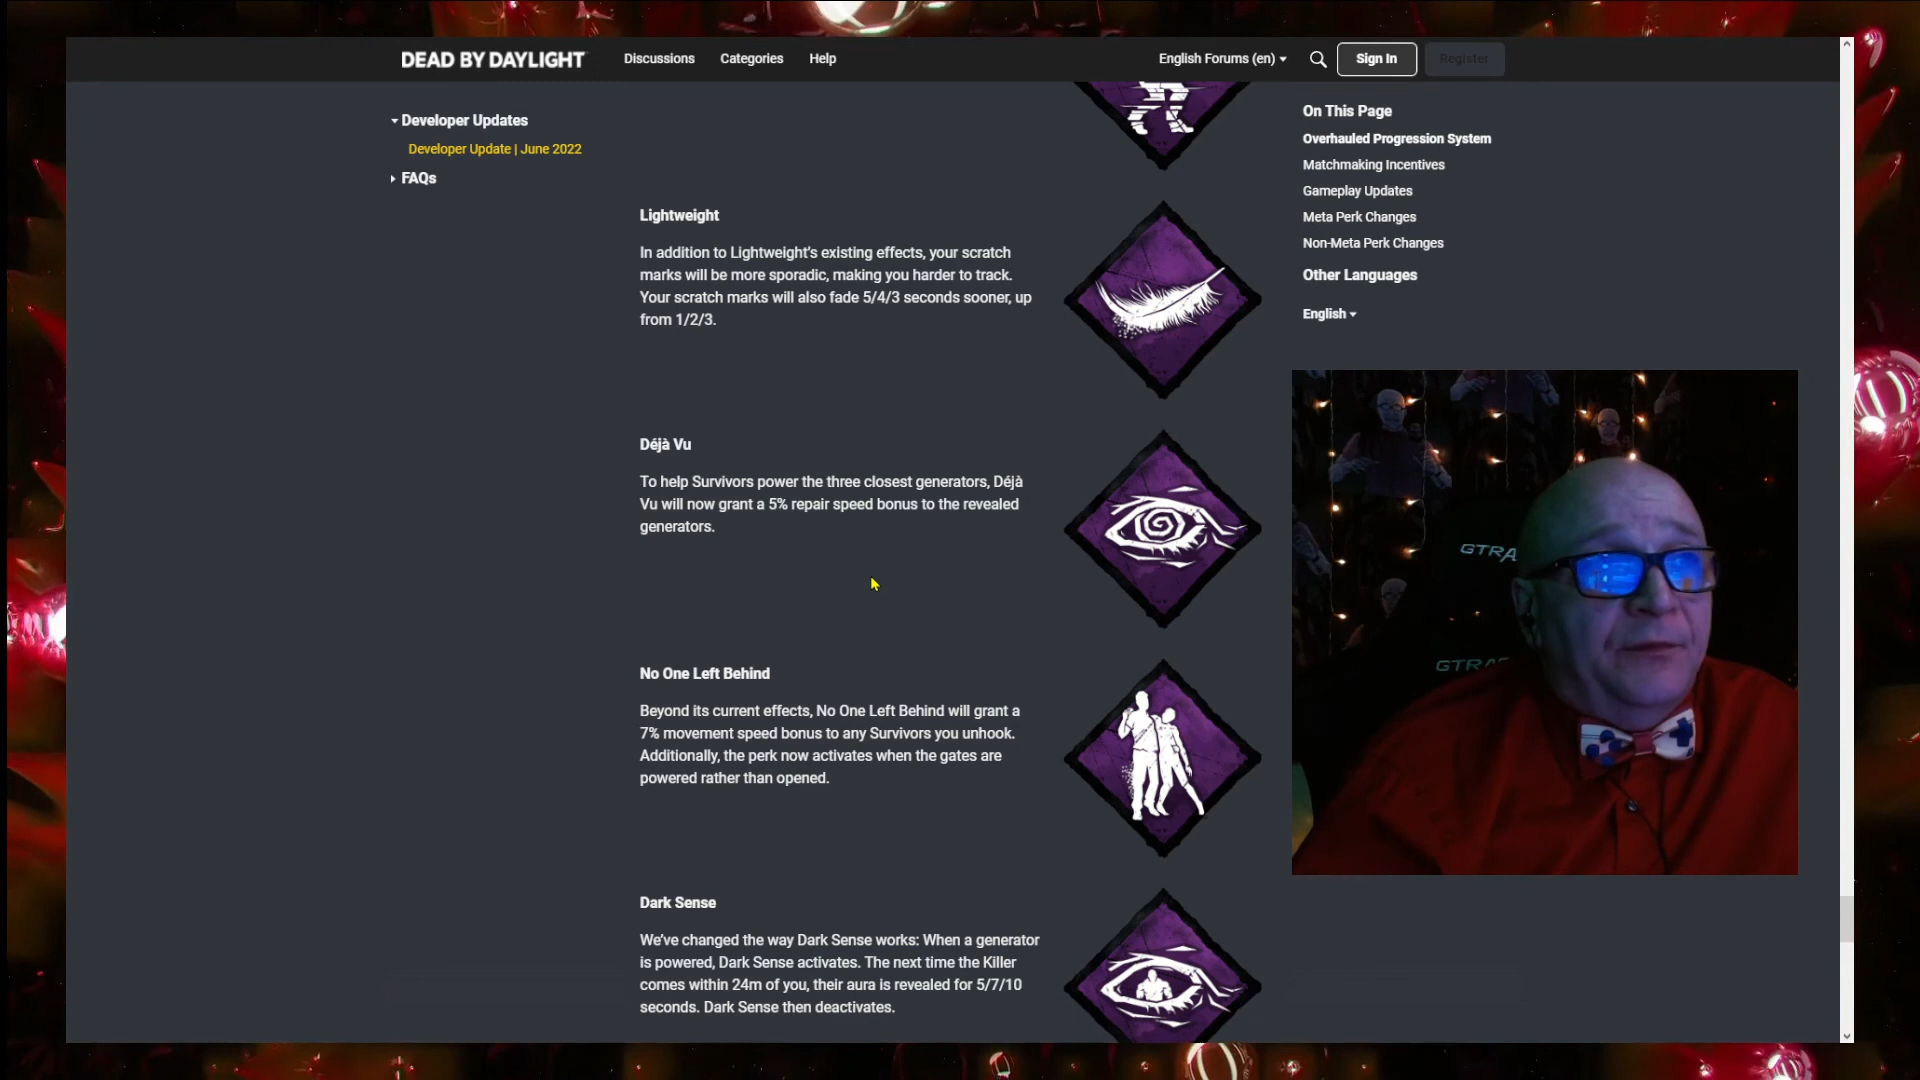 DEAD BY DAYLIGHT
Discussions
Categories
Help
English Forums (en)
Sign In
Register
Developer Updates
Developer Update | June 2022
FAQs
Lightweight
In addition to Lightweight's existing effects, your scratch
marks will be more sporadic, making you harder to track.
Your scratch marks will also fade 5/4/3 seconds sooner, up
from 1/2/3.
Déjà Vu
To help Survivors power the three closest generators, Déjà
Vu will now grant a 5% repair speed bonus to the revealed
generators.
No One Left Behind
Beyond its current effects, No One Left Behind will grant a
7% movement speed bonus to any Survivors you unhook.
Additionally, the perk now activates when the gates are
powered rather than opened.
Dark Sense
We've changed the way Dark Sense works: When a generator
is powered, Dark Sense activates. The next time the Killer
comes within 24m of you, their aura is revealed for 5/7/10
seconds. Dark Sense then deactivates.
On This Page
Overhauled Progression System
Matchmaking Incentives
Gameplay Updates
Meta Perk Changes
Non-Meta Perk Changes
Other Languages
English
GTRA
GTRA